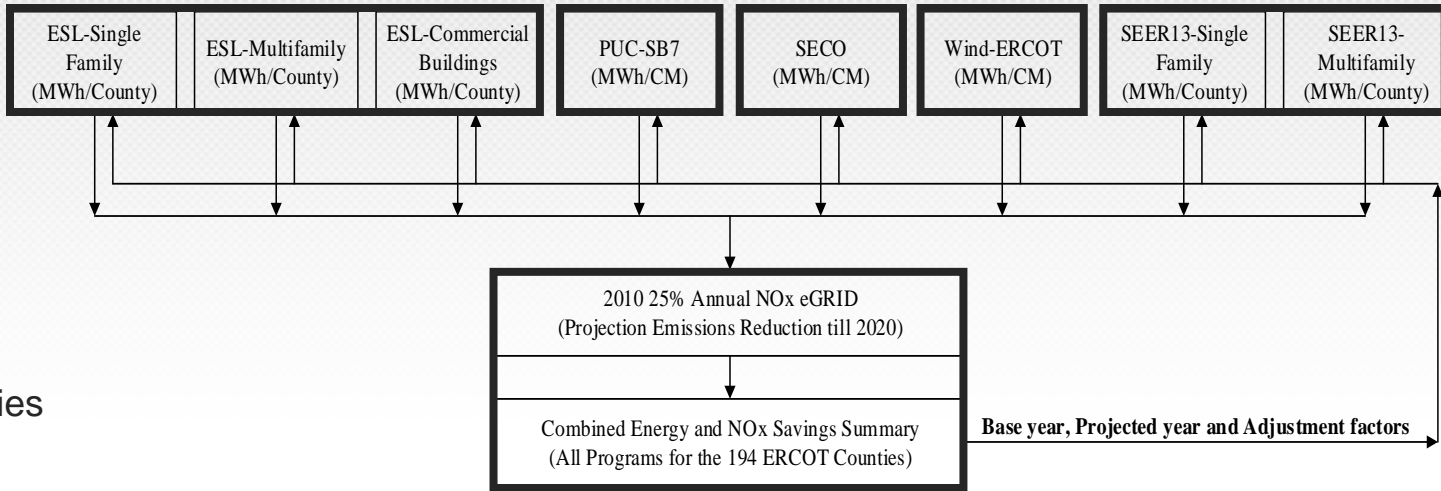 ESL-Single
Family
(MWh/County)
ESL-Multifamily
(MWh/County)
ESL-Commercial
Buildings
(MWh/County)
PUC-SB7
(MWh/CM)
SECO
(MWh/CM)
Wind-ERCOT
(MWh/CM)
SEER13-Single
Family
(MWh/County)
SEER13-
Multifamily
(MWh/County)
2010 25% Annual NOx eGRID
(Projection Emissions Reduction till 2020)
ies
Combined Energy and NOx Savings Summary
(All Programs for the 194 ERCOT Counties)
Base year, Projected year and Adjustment factors